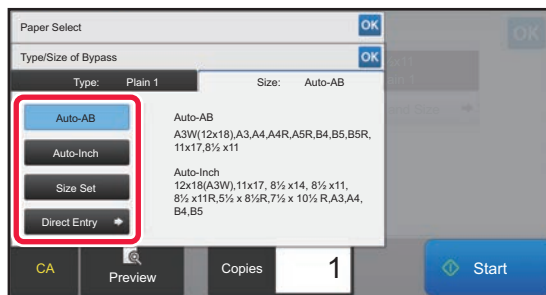 Paper Select
OK
OK
Type/Size of Bypass
OK
Type: Plain 1
Size: Auto-AB
Auto-AB
Auto-AB
A3W(12x18),A3,A4,A4R,A5R,B4,B5,B5R,
11x17,8½ x11
Auto-Inch
Auto-Inch
12x18(A3W),11x17, 8½ x14, 8½ x11,
8½ x11R,5½ x 8½R,7½ x 10½ R,A3,A4,
B4,B5
Size Set
Direct Entry
CA
Preview
Copies
1
Start